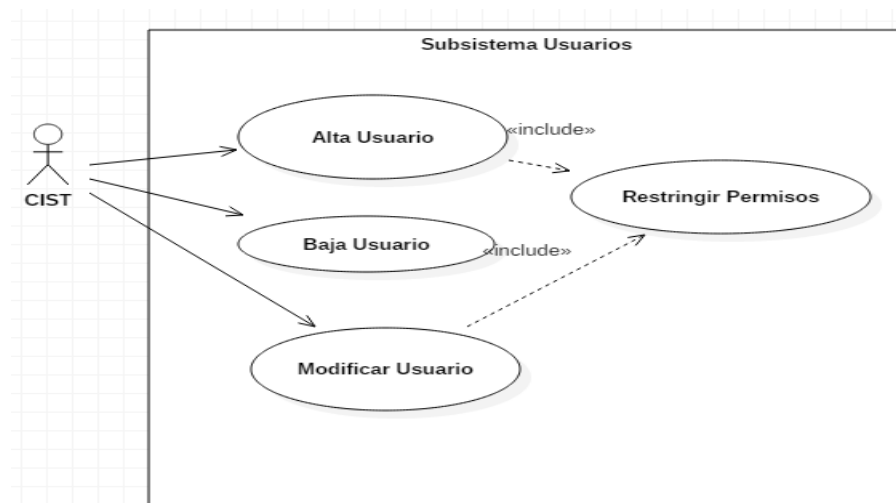 Subsistema Usuarios
Alta Usuario
«include»
Restringir Permisos
CIST
Baja Usuario
«include»
Modificar Usuario